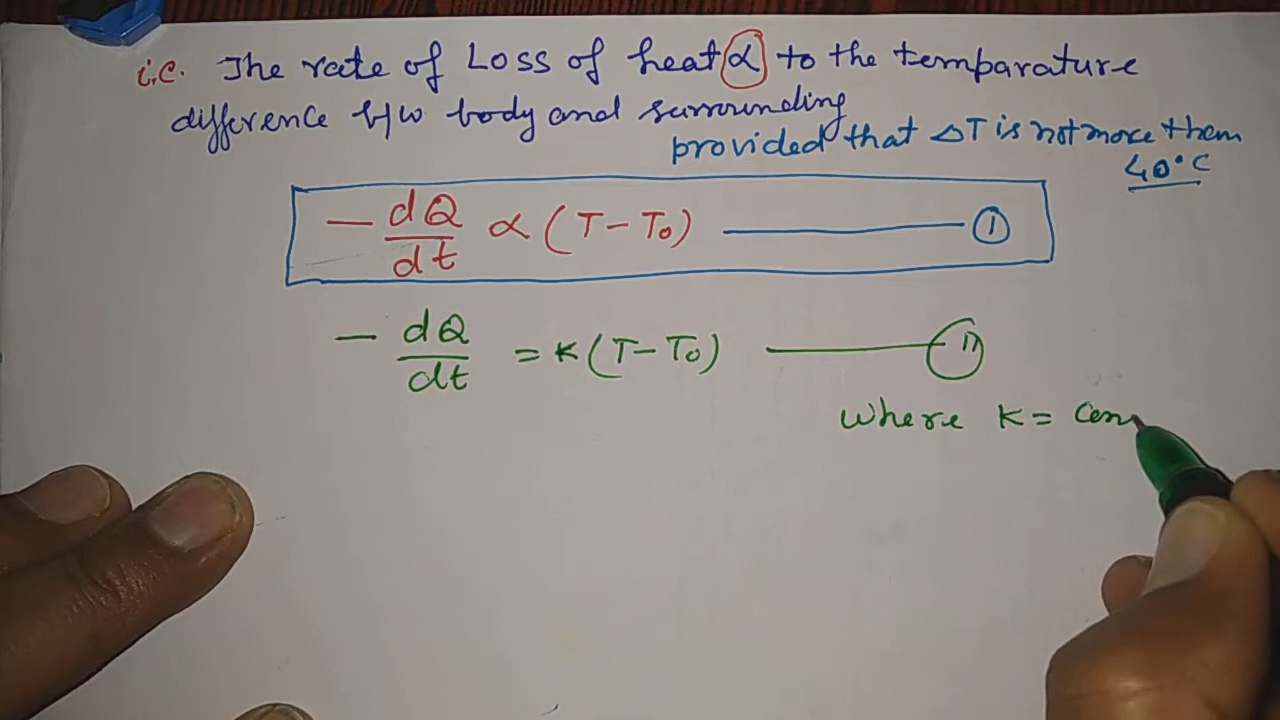 i.e. The rate of Loss of heat ∝ to the temparature
difference b/w body and surrounding
provided that ΔT is not more them
40°C
- dQ/dt ∝ (T-T₀) ——— ①
- dQ/dt = K(T-T₀) ——— ⑪
where K = Con